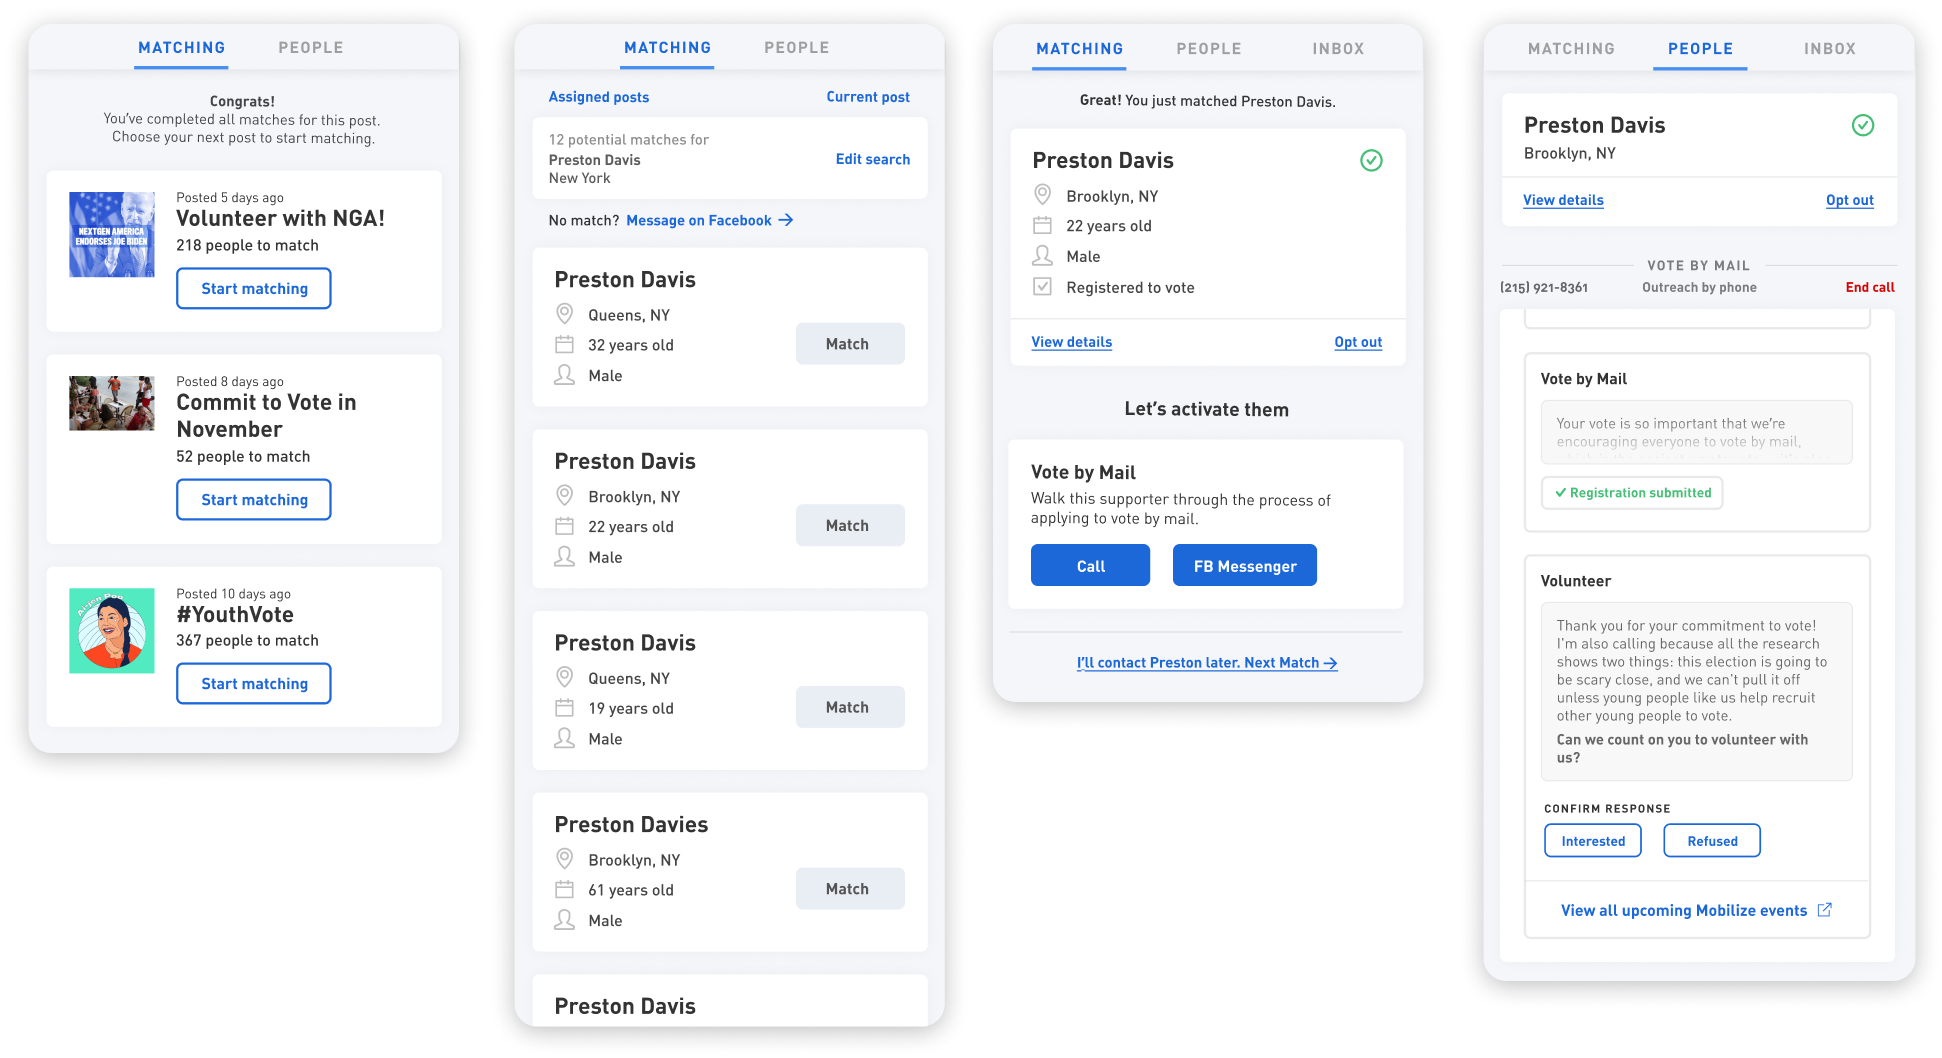 MATCHING PEOPLE
Congrats!
You've completed all matches for this post.
Choose your next post to start matching.
NEXTGEN AMERICA
ENDORSES JOE BIDEN
Posted 5 days ago
Volunteer with NGA!
218 people to match
Start matching
Posted 8 days ago
Commit to Vote in
November
52 people to match
Start matching
Ai-jen Poo
Posted 10 days ago
#YouthVote
367 people to match
Start matching
MATCHING PEOPLE
Assigned posts Current post
12 potential matches for
Preston Davis
New York
Edit search
No match? Message on Facebook →
Preston Davis
Queens, NY
32 years old
Male
Match
Preston Davis
Brooklyn, NY
22 years old
Male
Match
Preston Davis
Queens, NY
19 years old
Male
Match
Preston Davies
Brooklyn, NY
61 years old
Male
Match
Preston Davis
MATCHING PEOPLE INBOX
Great! You just matched Preston Davis.
Preston Davis
Brooklyn, NY
22 years old
Male
Registered to vote
View details Opt out
Let's activate them
Vote by Mail
Walk this supporter through the process of
applying to vote by mail.
Call FB Messenger
I'll contact Preston later. Next Match →
MATCHING PEOPLE INBOX
Preston Davis
Brooklyn, NY
View details Opt out
VOTE BY MAIL
(215) 921-8361 Outreach by phone End call
Vote by Mail
Your vote is so important that we're
encouraging everyone to vote by mail,
✓ Registration submitted
Volunteer
Thank you for your commitment to vote!
I'm also calling because all the research
shows two things: this election is going to
be scary close, and we can't pull it off
unless young people like us help recruit
other young people to vote.
Can we count on you to volunteer with
us?
CONFIRM RESPONSE
Interested Refused
View all upcoming Mobilize events